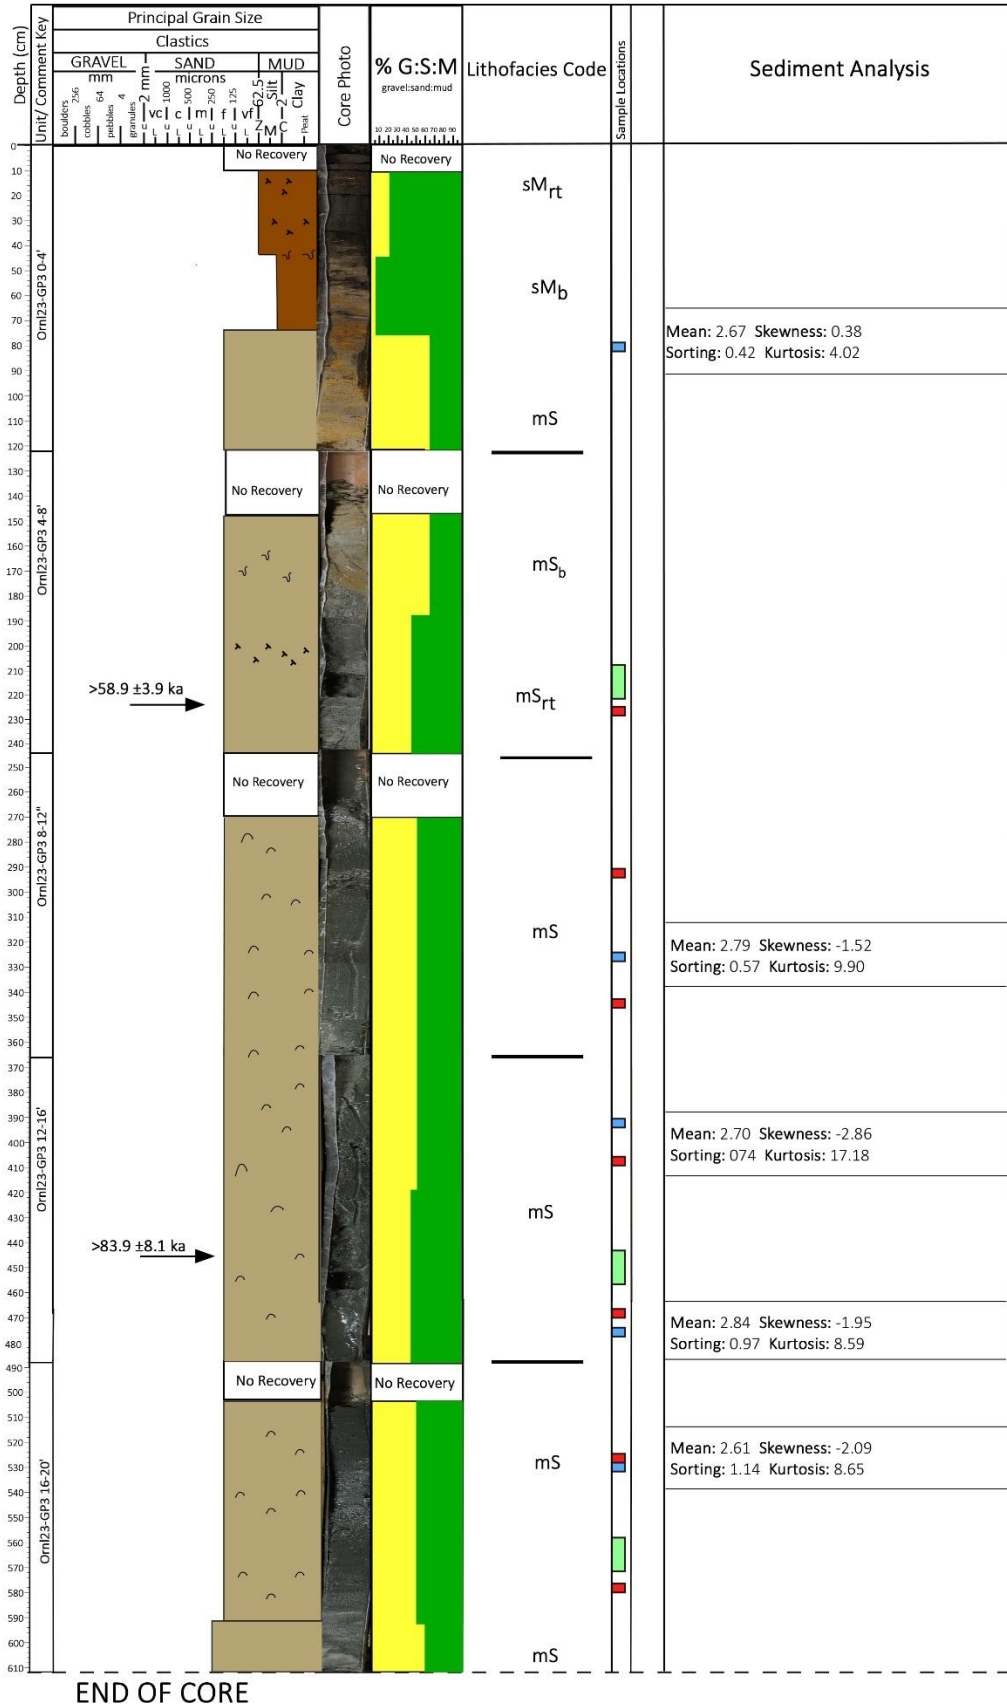 Depth (cm)
Unit/ Comment Key
Principal Grain Size
Clastics
GRAVEL
mm
SAND
microns
MUD
boulders
256
cobbles
64
pebbles
4
granules
2 mm
vc
1000
c
500
m
250
f
125
vf
62.5
Silt
2
Clay
Peat
U L U L U L U L U L Z M C
Core Photo
% G:S:M
gravel:sand:mud
10 20 30 40 50 60 70 80 90
Lithofacies Code
Sample Locations
Sediment Analysis
0
10
20
30
40
50
60
70
80
90
100
110
120
130
140
150
160
170
180
190
200
210
220
230
240
250
260
270
280
290
300
310
320
330
340
350
360
370
380
390
400
410
420
430
440
450
460
470
480
490
500
510
520
530
540
550
560
570
580
590
600
610
Ornl23-GP3 0-4'
No Recovery
No Recovery
sMrt
sMb
Mean: 2.67 Skewness: 0.38
Sorting: 0.42 Kurtosis: 4.02
mS
Ornl23-GP3 4-8'
No Recovery
No Recovery
mSb
>58.9 ±3.9 ka
mSrt
Ornl23-GP3 8-12"
No Recovery
No Recovery
mS
Mean: 2.79 Skewness: -1.52
Sorting: 0.57 Kurtosis: 9.90
Ornl23-GP3 12-16'
Mean: 2.70 Skewness: -2.86
Sorting: 074 Kurtosis: 17.18
mS
>83.9 ±8.1 ka
Mean: 2.84 Skewness: -1.95
Sorting: 0.97 Kurtosis: 8.59
Ornl23-GP3 16-20'
No Recovery
No Recovery
mS
Mean: 2.61 Skewness: -2.09
Sorting: 1.14 Kurtosis: 8.65
mS
END OF CORE